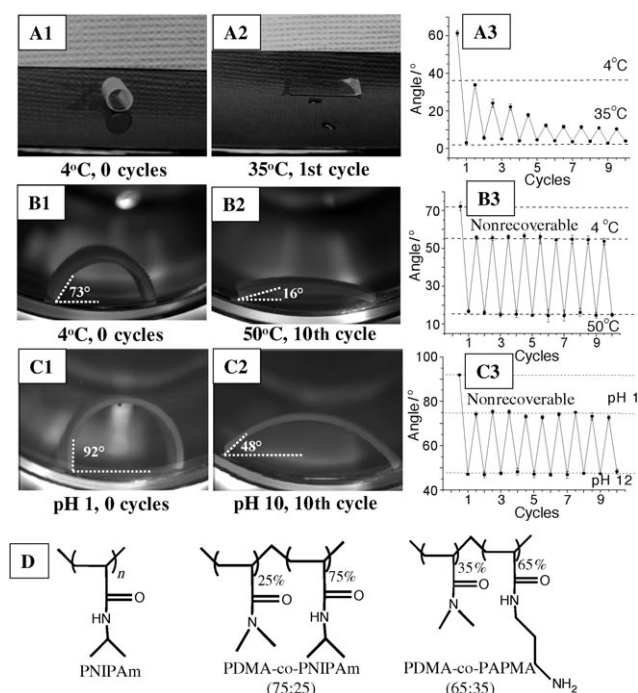 A1
A2
A3
4°C, 0 cycles
35°C, 1st cycle
Angle/°
60
40
20
0
4°C
35°C
1 3 5 7 9
Cycles
B1
B2
B3
73°
16°
4°C, 0 cycles
50°C, 10th cycle
Angle/°
70
50
30
10
Nonrecoverable 4°C
50°C
1 3 5 7 9
Cycles
C1
C2
C3
92°
48°
pH 1, 0 cycles
pH 10, 10th cycle
Angle/°
100
80
60
40
Nonrecoverable
pH 1
pH 12
1 3 5 7 9
Cycles
D
n
O
HN
PNIPAm
25% 75%
O O
N HN
PDMA-co-PNIPAm
(75:25)
35% 65%
O O
N HN
NH2
PDMA-co-PAPMA
(65:35)